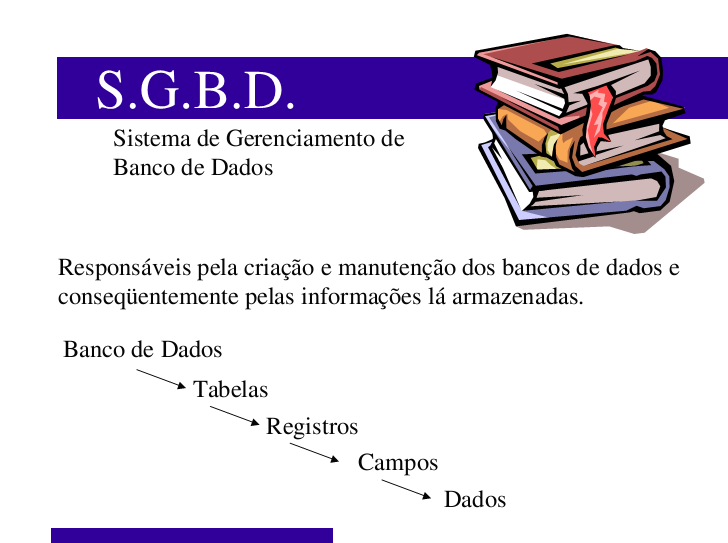 S.G.B.D.
Sistema de Gerenciamento de
Banco de Dados
Responsáveis pela criação e manutenção dos bancos de dados e
conseqüentemente pelas informações lá armazenadas.
Banco de Dados
Tabelas
Registros
Campos
Dados